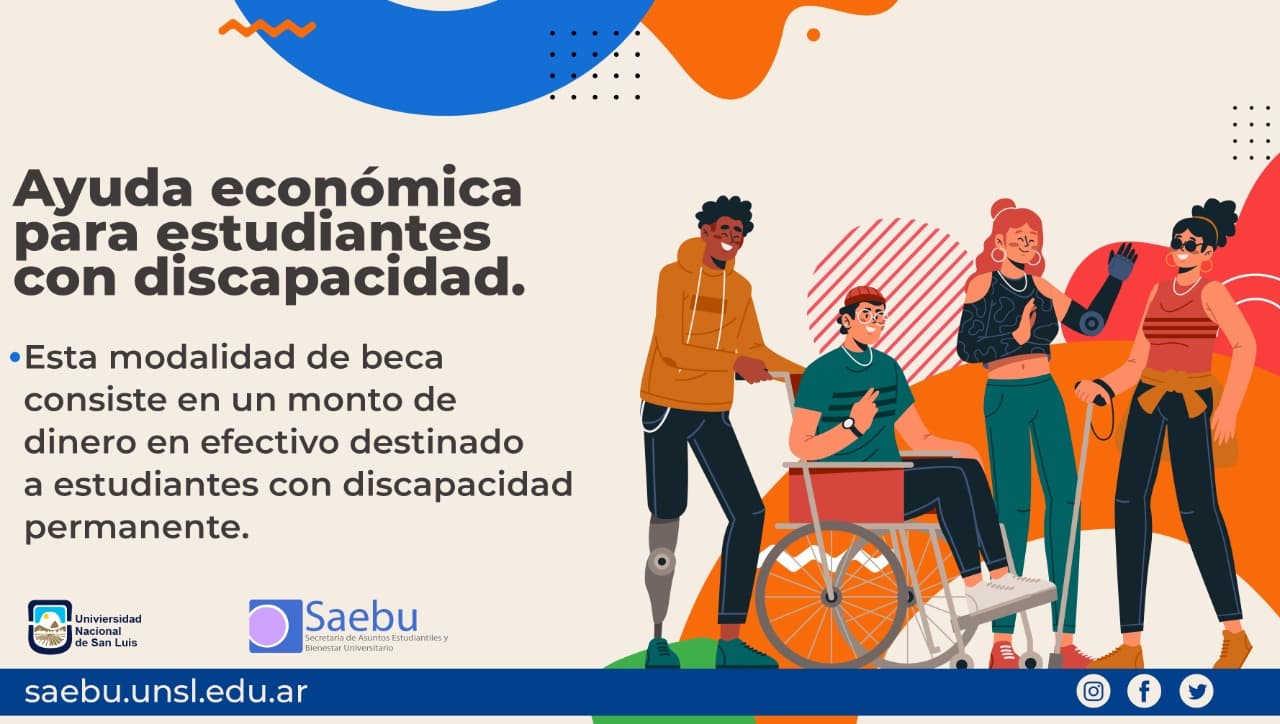 Ayuda económica
para estudiantes
con discapacidad.
•Esta modalidad de beca
consiste en un monto de
dinero en efectivo destinado
a estudiantes con discapacidad
permanente.
Universidad
Nacional
de San Luis
Saebu
Secretaría de Asuntos Estudiantiles y
Bienestar Universitario
saebu.unsl.edu.ar